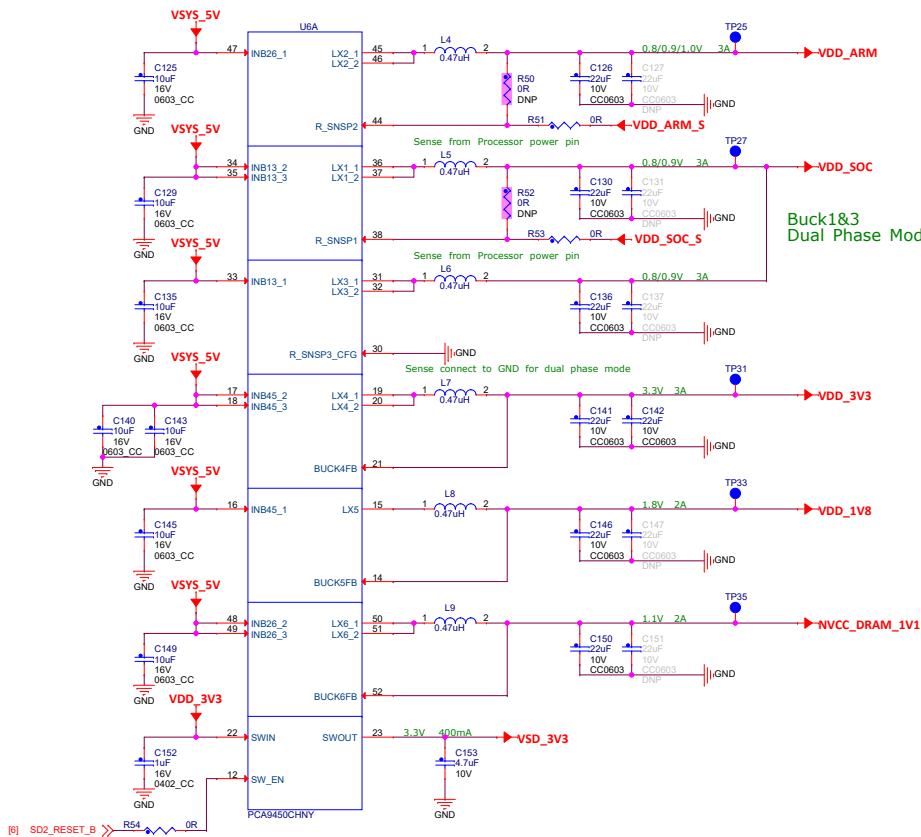 VSYS_5V
U6A
TP25
47
INB26_1
LX2_1
LX2_2
45
46
1
L4
0.47uH
2
0.8/0.9/1.0V 3A
VDD_ARM
C125
10uF
16V
0603_CC
GND
R50
0R
DNP
C126
22uF
10V
CC0603
C127
22uF
10V
CC0603
DNP
GND
R_SNSP2
44
R51
0R
VDD_ARM_S
Sense from Processor power pin
VSYS_5V
TP27
34
35
INB13_2
INB13_3
LX1_1
LX1_2
36
37
1
L5
0.47uH
2
0.8/0.9V 3A
VDD_SOC
C129
10uF
16V
0603_CC
GND
R52
0R
DNP
C130
22uF
10V
CC0603
C131
22uF
10V
CC0603
DNP
GND
Buck1&3
Dual Phase Mod
R_SNSP1
38
R53
0R
VDD_SOC_S
Sense from Processor power pin
VSYS_5V
33
INB13_1
LX3_1
LX3_2
31
32
1
L6
0.47uH
2
0.8/0.9V 3A
C135
10uF
16V
0603_CC
GND
C136
22uF
10V
CC0603
C137
22uF
10V
CC0603
DNP
GND
R_SNSP3_CFG
30
GND
Sense connect to GND for dual phase mode
VSYS_5V
TP31
17
18
INB45_2
INB45_3
LX4_1
LX4_2
19
20
1
L7
0.47uH
2
3.3V 3A
VDD_3V3
C140
10uF
16V
0603_CC
C143
10uF
16V
0603_CC
GND
C141
22uF
10V
CC0603
C142
22uF
10V
CC0603
GND
BUCK4FB
21
VSYS_5V
TP33
16
INB45_1
LX5
15
1
L8
0.47uH
2
1.8V 2A
VDD_1V8
C145
10uF
16V
0603_CC
GND
C146
22uF
10V
CC0603
C147
22uF
10V
CC0603
DNP
GND
BUCK5FB
14
VSYS_5V
TP35
48
49
INB26_2
INB26_3
LX6_1
LX6_2
50
51
1
L9
0.47uH
2
1.1V 2A
NVCC_DRAM_1V1
C149
10uF
16V
0603_CC
GND
C150
22uF
10V
CC0603
C151
22uF
10V
CC0603
DNP
GND
BUCK6FB
52
VDD_3V3
22
SWIN
SWOUT
23
3.3V 400mA
VSD_3V3
C152
1uF
16V
0402_CC
GND
C153
4.7uF
10V
GND
12
SW_EN
PCA9450CHNY
[6] SD2_RESET_B
R54
0R